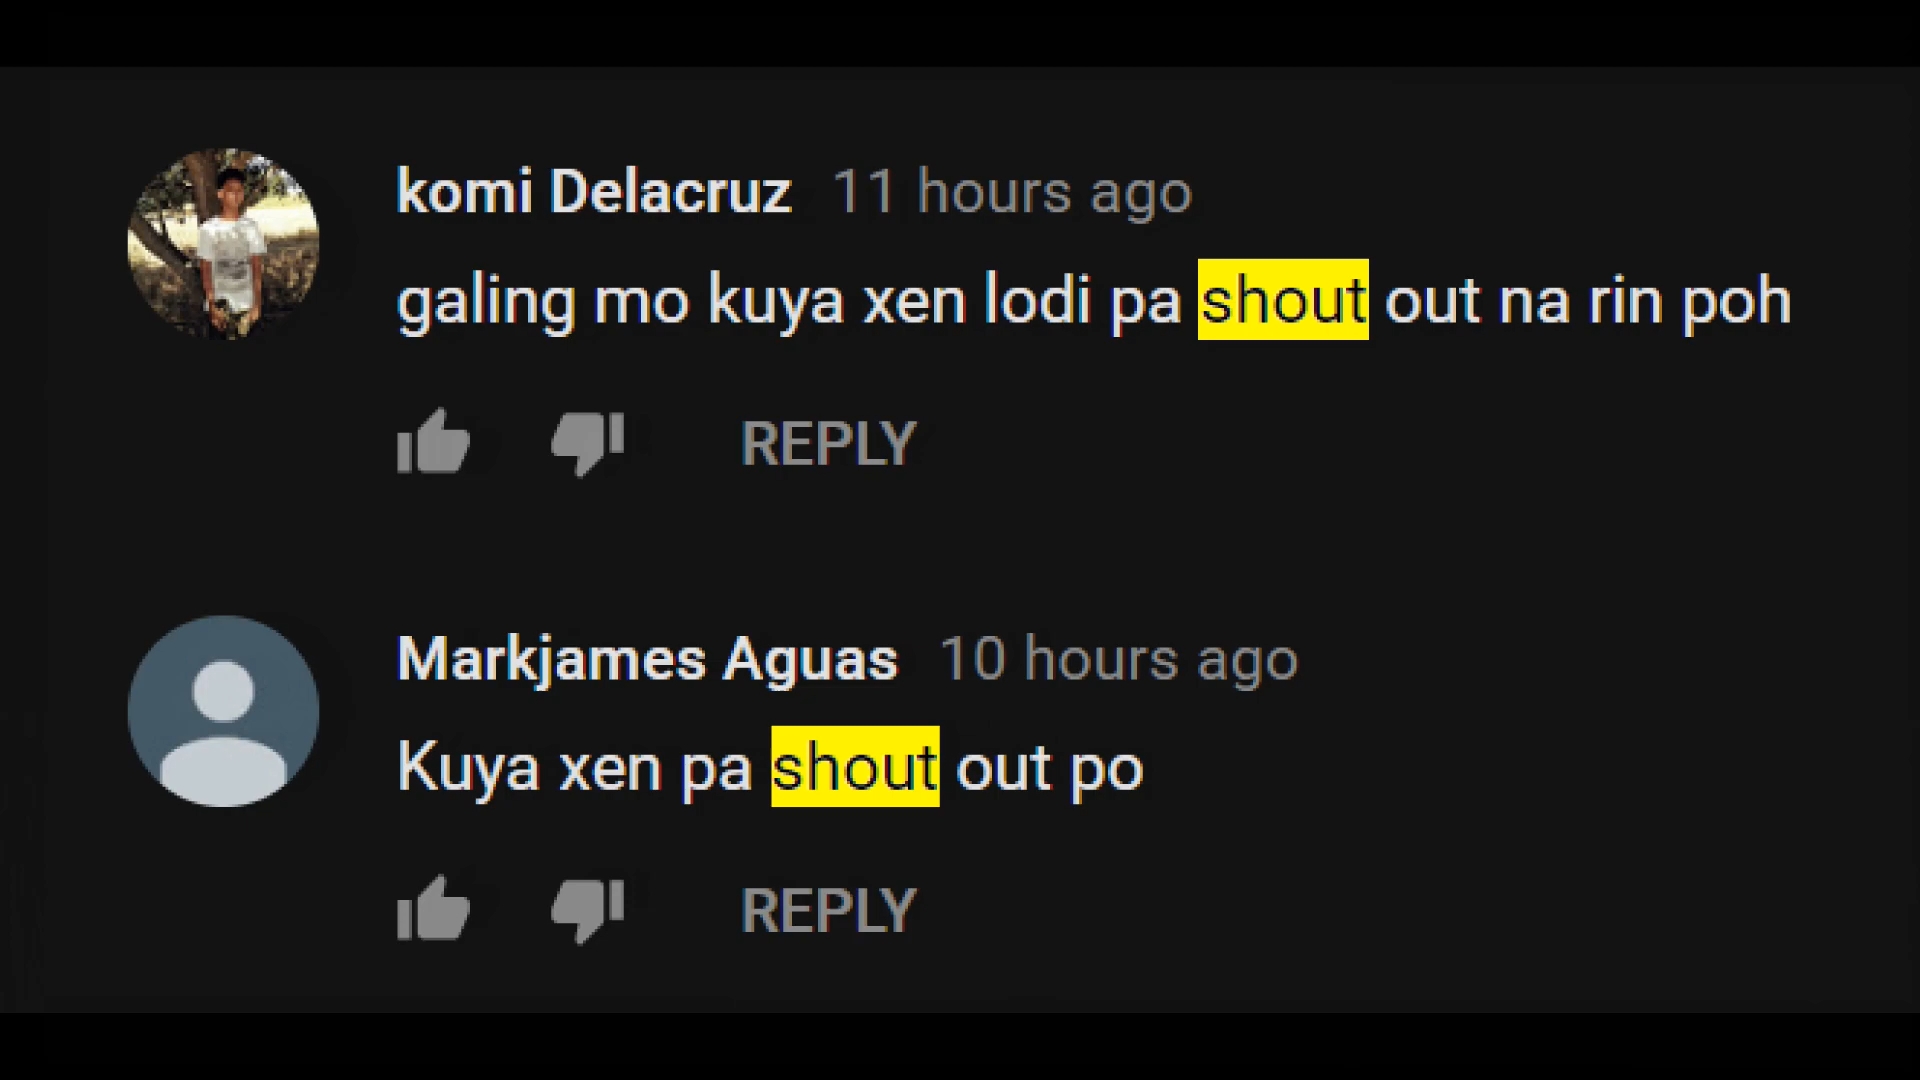 komi Delacruz 11 hours ago
galing mo kuya xen lodi pa shout out na rin poh
REPLY
Markjames Aguas 10 hours ago
Kuya xen pa shout out po
REPLY